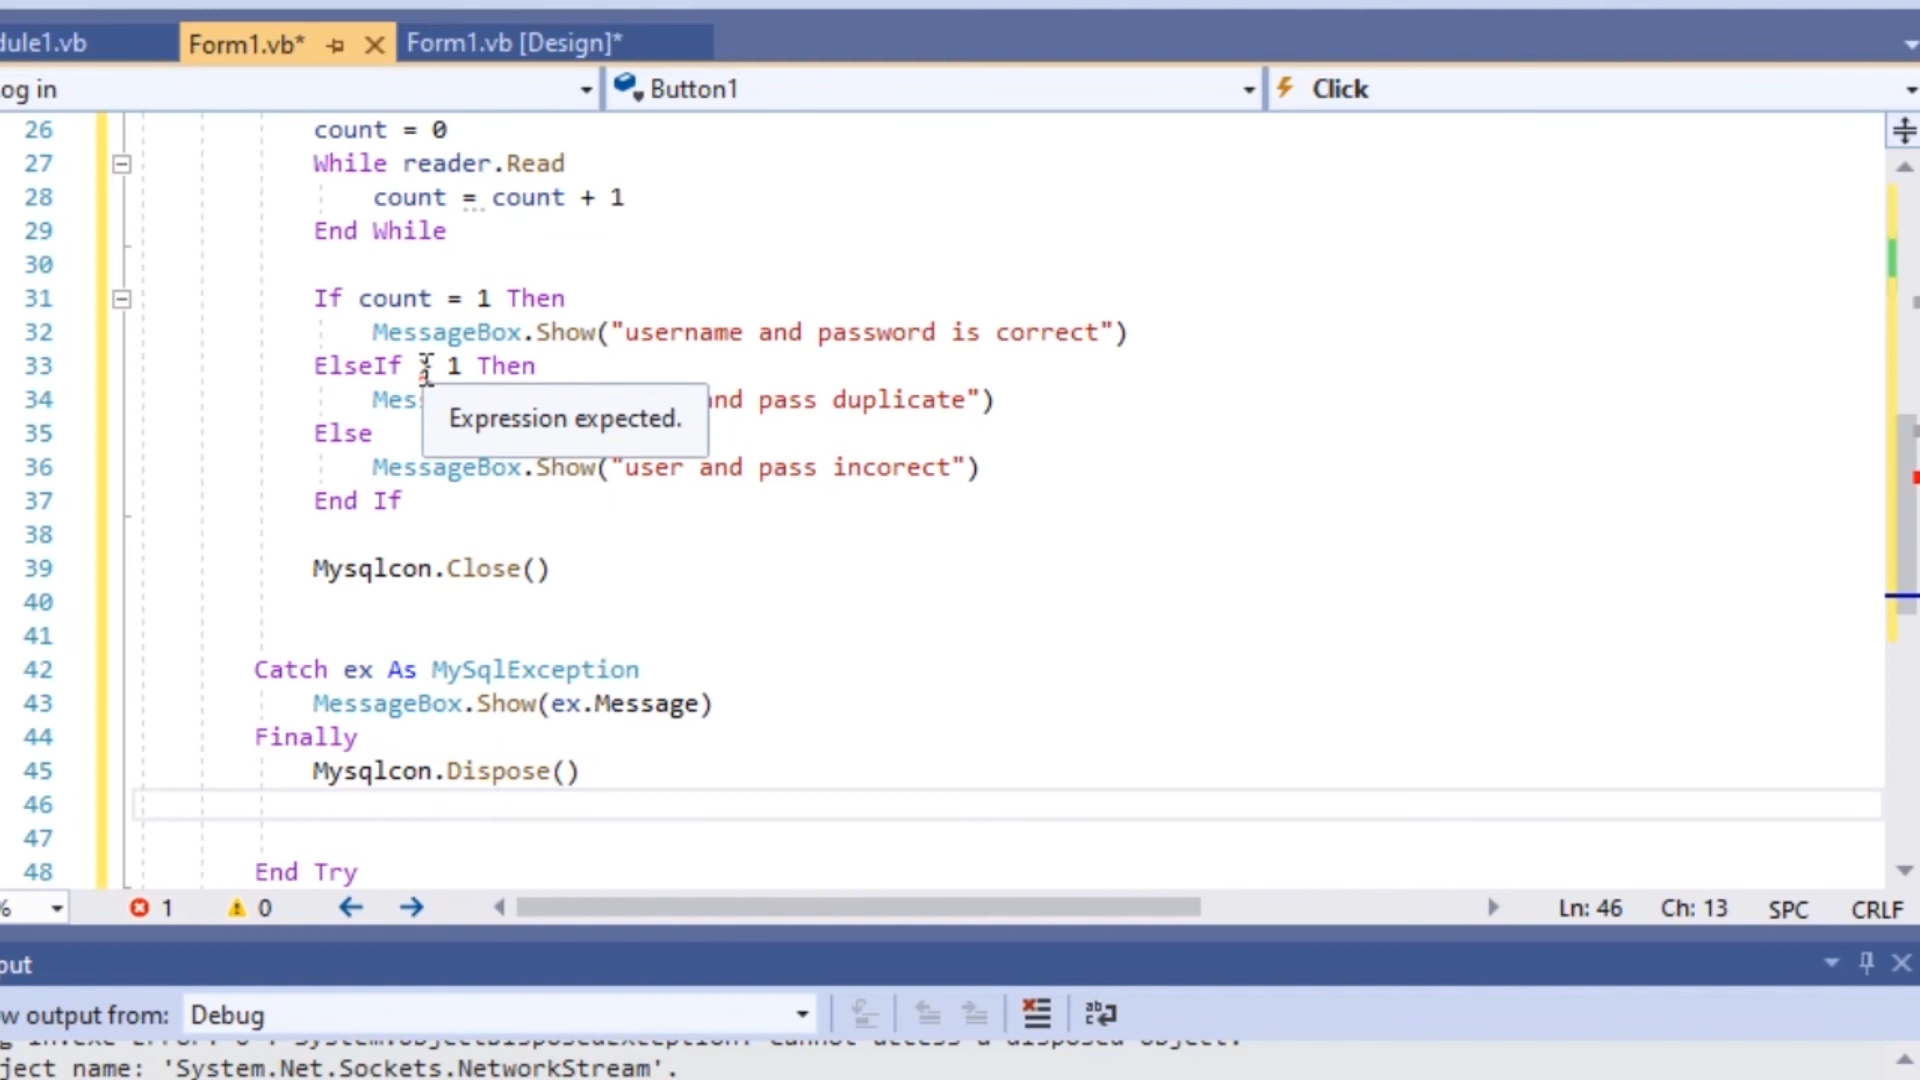 dule1.vb Form1.vb* Form1.vb [Design]*
og in Button1 Click
26 count = 0
27 While reader.Read
28 count = count + 1
29 End While
30
31 If count = 1 Then
32 MessageBox.Show("username and password is correct")
33 ElseIf 1 Then
34 Mes nd pass duplicate")
Expression expected.
35 Else
36 MessageBox.Show("user and pass incorect")
37 End If
38
39 Mysqlcon.Close()
40
41
42 Catch ex As MySqlException
43 MessageBox.Show(ex.Message)
44 Finally
45 Mysqlcon.Dispose()
46
47
48 End Try
% 1 0 Ln: 46 Ch: 13 SPC CRLF
put
w output from: Debug
ject name: 'System.Net.Sockets.NetworkStream'.